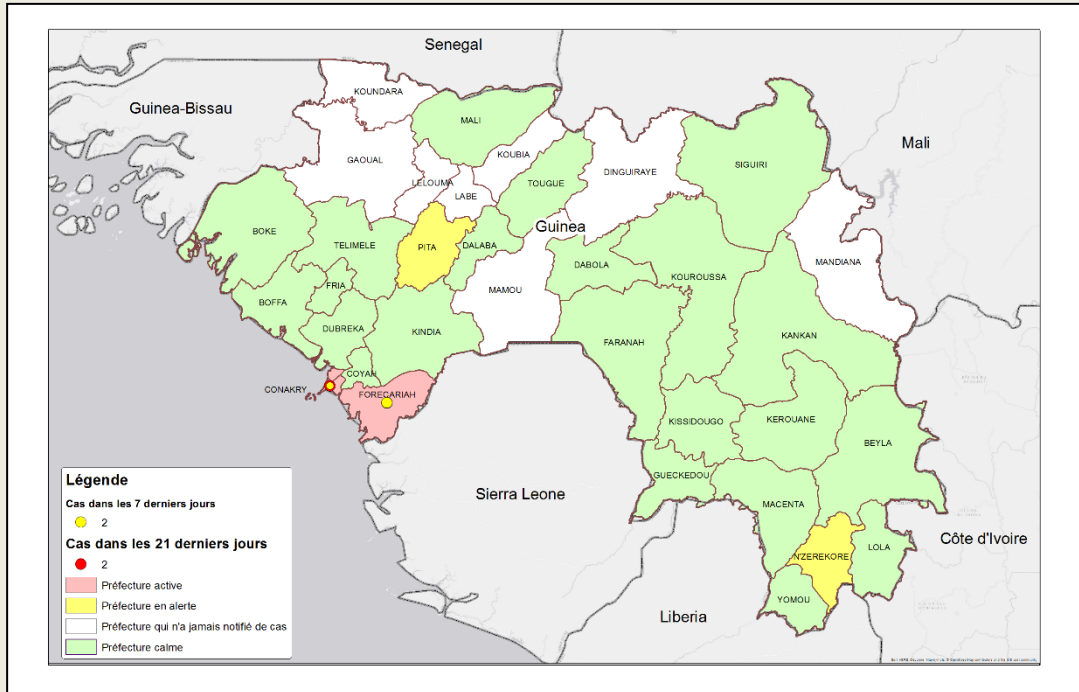 Senegal
Guinea-Bissau
KOUNDARA
MALI
Mali
GAOUAL
KOUBIA
SIGUIRI
DINGUIRAYE
LELOUMA
TOUGUE
LABE
Guinea
BOKE
TELIMELE
PITA
DALABA
MANDIANA
DABOLA
KOUROUSSA
FRIA
MAMOU
BOFFA
DUBREKA
KINDIA
KANKAN
FARANAH
COYAH
CONAKRY
FORECARIAH
KISSIDOUGO
KEROUANE
BEYLA
GUECKEDOU
Sierra Leone
MACENTA
Côte d'Ivoire
LOLA
N'ZEREKORE
YOMOU
Liberia
Légende
Cas dans les 7 derniers jours
2
Cas dans les 21 derniers jours
2
Préfecture active
Préfecture en alerte
Préfecture qui n'a jamais notifié de cas
Préfecture calme